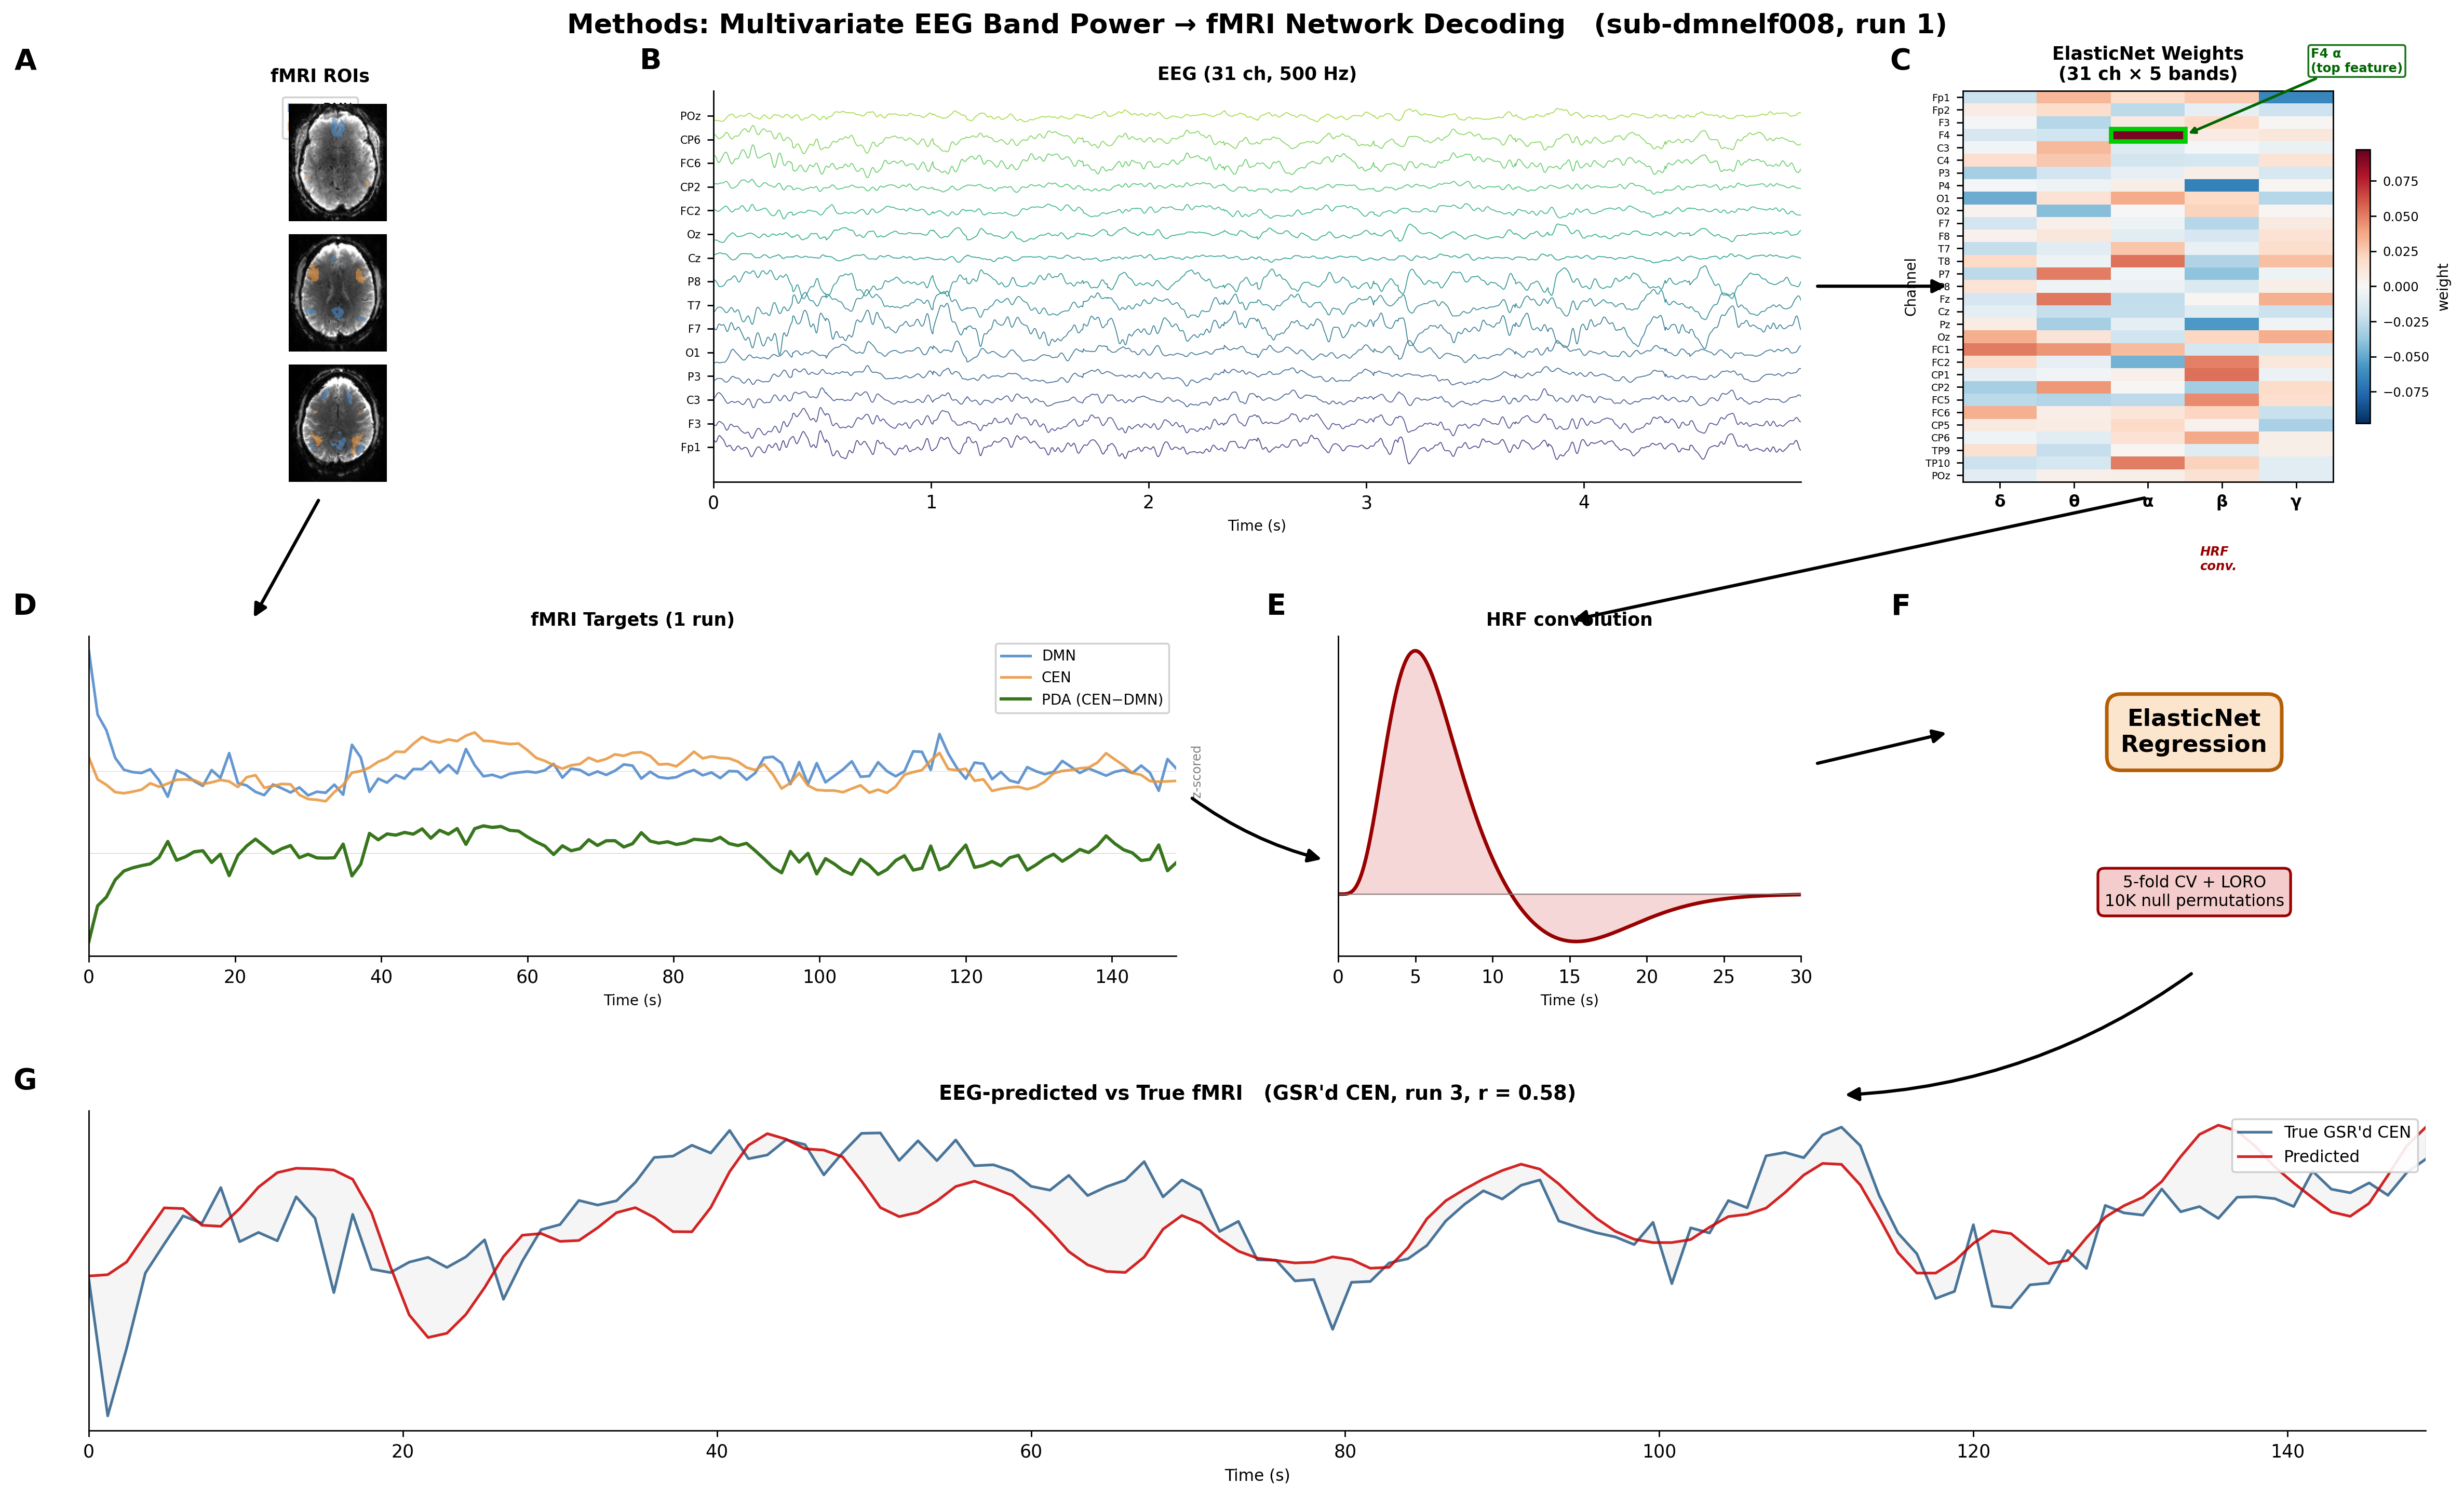 Methods: Multivariate EEG Band Power → fMRI Network Decoding   (sub-dmnelf008, run 1)
A
fMRI ROIs
B
EEG (31 ch, 500 Hz)
POz
CP6
FC6
CP2
FC2
Oz
Cz
P8
T7
F7
O1
P3
C3
F3
Fp1
0 1 2 3 4
Time (s)
C
ElasticNet Weights
(31 ch × 5 bands)
F4 α
(top feature)
Channel
Fp1
Fp2
F3
F4
C3
C4
P3
P4
O1
O2
F7
F8
T7
T8
P7
Fz
Cz
Pz
Oz
FC1
FC2
CP1
CP2
FC5
FC6
CP5
CP6
TP9
TP10
POz
δ θ α β γ
0.075
0.050
0.025
0.000
−0.025
−0.050
−0.075
weight
HRF
conv.
D
fMRI Targets (1 run)
DMN
CEN
PDA (CEN−DMN)
z-scored
0 20 40 60 80 100 120 140
Time (s)
E
HRF convolution
0 5 10 15 20 25 30
Time (s)
F
ElasticNet
Regression
5-fold CV + LORO
10K null permutations
G
EEG-predicted vs True fMRI   (GSR'd CEN, run 3, r = 0.58)
True GSR'd CEN
Predicted
0 20 40 60 80 100 120 140
Time (s)